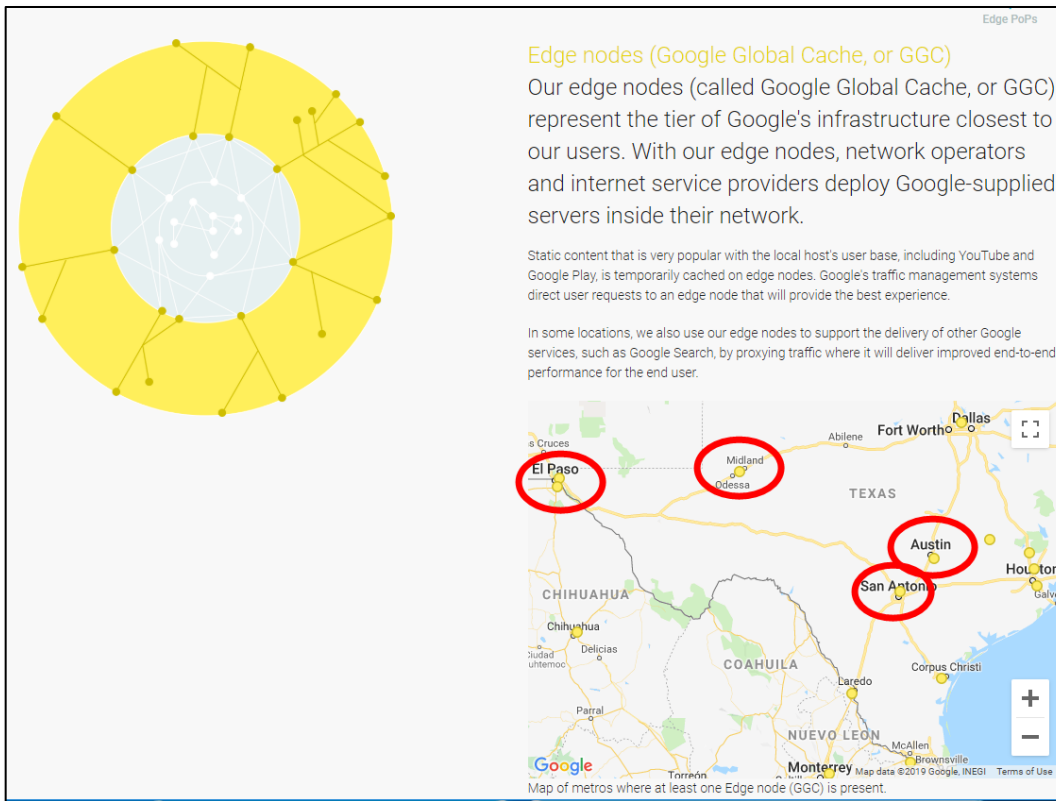 Edge PoPs
Edge nodes (Google Global Cache, or GGC)
Our edge nodes (called Google Global Cache, or GGC)
represent the tier of Google's infrastructure closest to
our users. With our edge nodes, network operators
and internet service providers deploy Google-supplied
servers inside their network.
Static content that is very popular with the local host's user base, including YouTube and
Google Play, is temporarily cached on edge nodes. Google's traffic management systems
direct user requests to an edge node that will provide the best experience.
In some locations, we also use our edge nodes to support the delivery of other Google
services, such as Google Search, by proxying traffic where it will deliver improved end-to-end
performance for the end user.
Dallas
Fort Worth
Abilene
s Cruces
Midland
El Paso
Odessa
TEXAS
Austin
Houston
San Antonio
Galve
CHIHUAHUA
Chihuahua
Delicias
Ciudad
uhtemoc
COAHUILA
Corpus Christi
Laredo
Parral
NUEVO LEON
McAllen
Brownsville
Google
Torreón
Monterrey
Map data ©2019 Google, INEGI Terms of Use
Map of metros where at least one Edge node (GGC) is present.